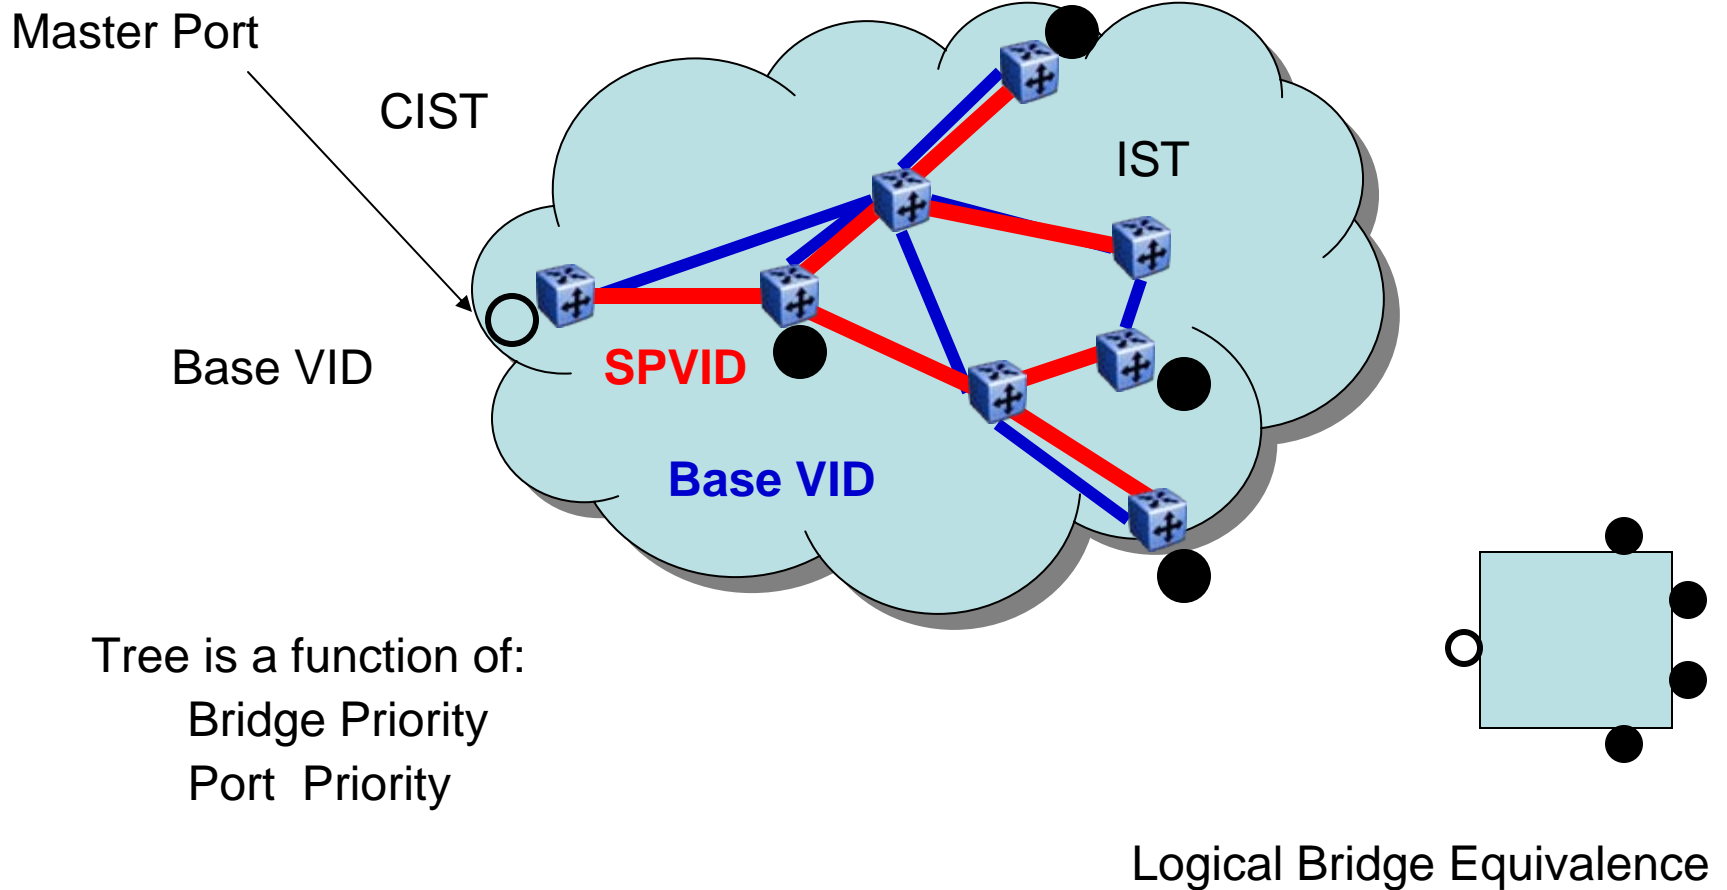 Master Port
CIST
IST
Base VID
SPVID
Base VID
Tree is a function of:
Bridge Priority
Port  Priority
Logical Bridge Equivalence